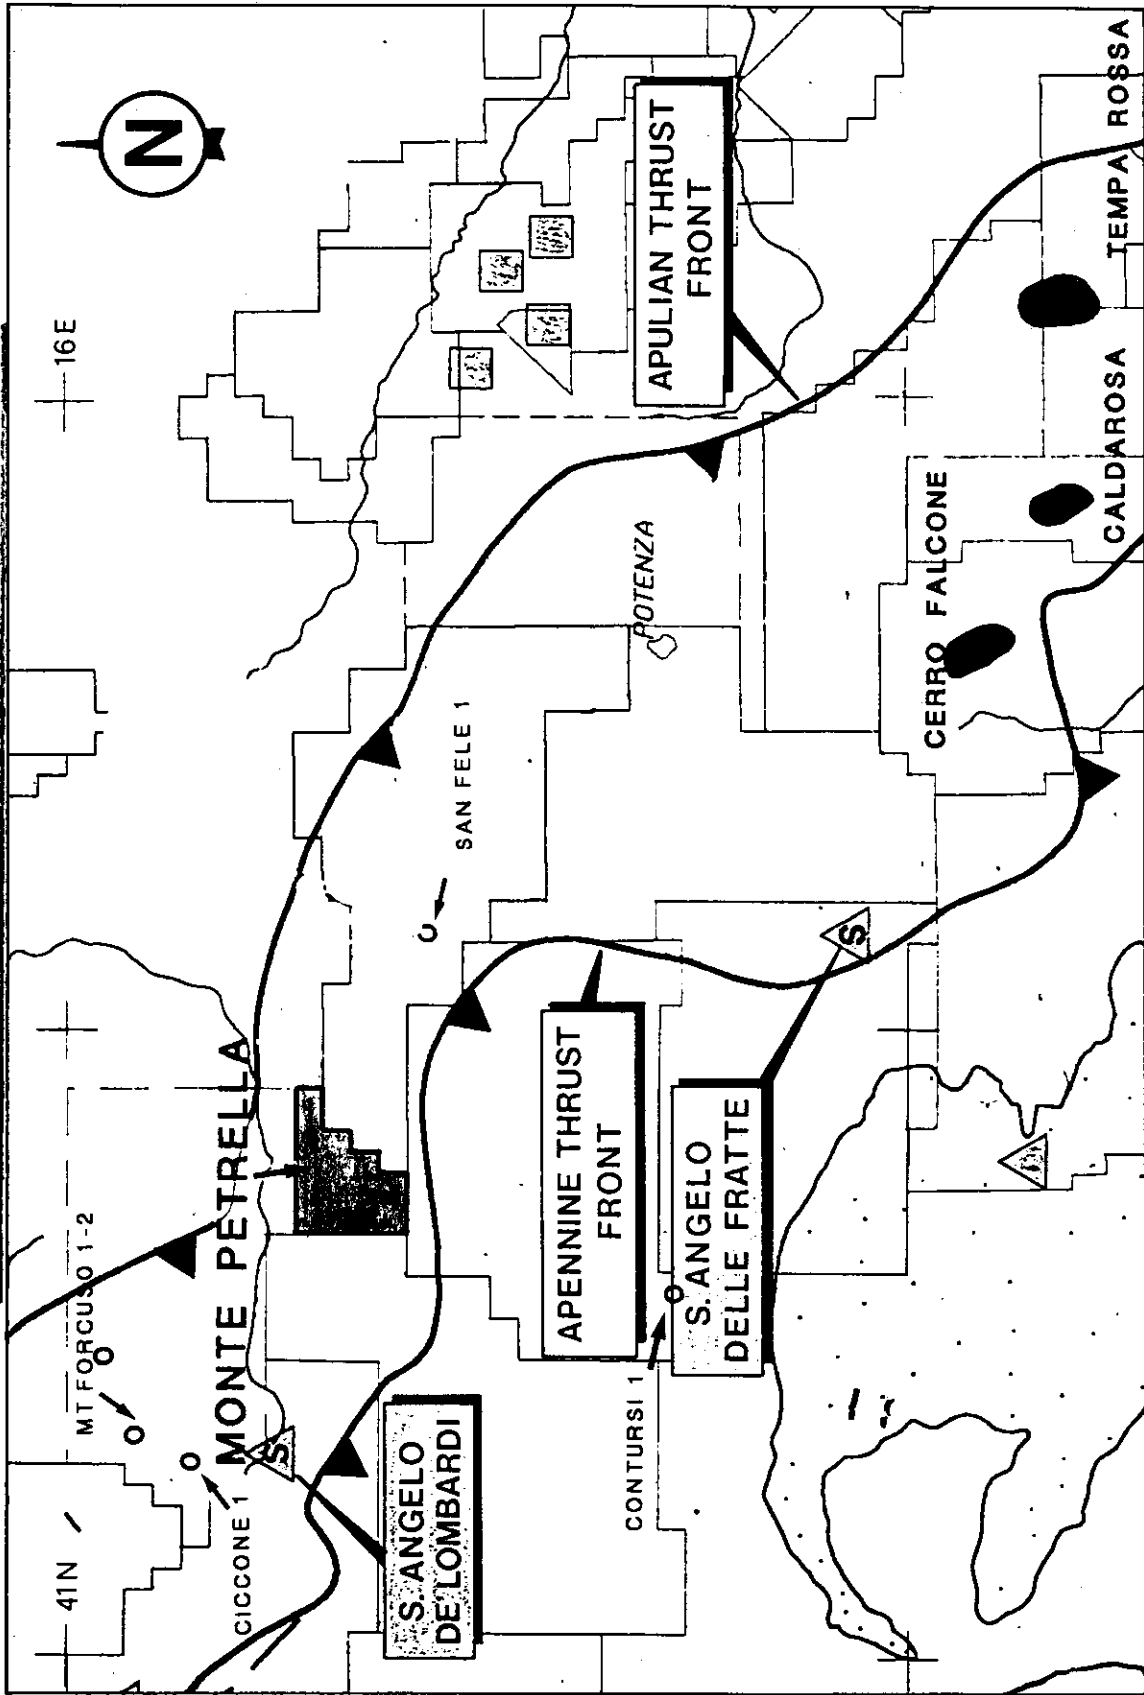 41N
16E
N
MT FORCUSO 1-2
CICCONE 1
MONTE PETRELLA
S
S. ANGELO
DE LOMBARDI
SAN FELE 1
APENNINE THRUST
FRONT
APULIAN THRUST
FRONT
POTENZA
CONTURSI 1
S. ANGELO
DELLE FRATTE
S
CERRO FALCONE
CALDAROSA
TEMPA ROSSA